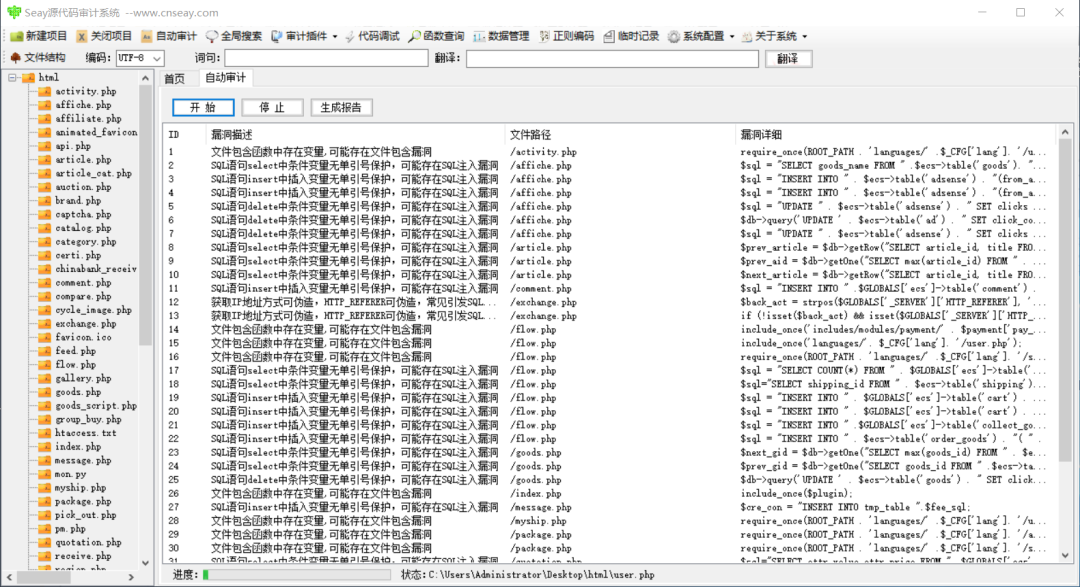 Seay源代码审计系统 --www.cnseay.com
新建项目 关闭项目 自动审计 全局搜索 审计插件 代码调试 函数查询 数据管理 正则编码 临时记录 系统配置 关于系统
文件结构 编码: UTF-8 词句: 翻译: 翻译
首页 自动审计
开 始 停 止 生成报告
html
activity.php
affiche.php
affiliate.php
animated_favicon
api.php
article.php
article_cat.php
auction.php
brand.php
captcha.php
catalog.php
category.php
certi.php
chinabank_receiv
comment.php
compare.php
cycle_image.php
exchange.php
favicon.ico
feed.php
flow.php
gallery.php
goods.php
goods_script.php
group_buy.php
htaccess.txt
index.php
message.php
mon.py
myship.php
package.php
pick_out.php
pm.php
quotation.php
receive.php
region.php
ID 漏洞描述 文件路径 漏洞详细
1 文件包含函数中存在变量,可能存在文件包含漏洞 /activity.php require_once(ROOT_PATH . 'languages/' .$_CFG['lang']. '/u...
2 SQL语句select中条件变量无单引号保护，可能存在SQL注入漏洞 /affiche.php $sql = "SELECT goods_name FROM " .$ecs->table('goods'). "...
3 SQL语句insert中插入变量无单引号保护，可能存在SQL注入漏洞 /affiche.php $sql = "INSERT INTO " . $ecs->table('adsense') . "(from_a...
4 SQL语句insert中插入变量无单引号保护，可能存在SQL注入漏洞 /affiche.php $sql = "INSERT INTO " . $ecs->table('adsense') . "(from_a...
5 SQL语句delete中条件变量无单引号保护，可能存在SQL注入漏洞 /affiche.php $sql = "UPDATE " . $ecs->table('adsense') . " SET clicks ...
6 SQL语句delete中条件变量无单引号保护，可能存在SQL注入漏洞 /affiche.php $db->query('UPDATE ' . $ecs->table('ad') . " SET click_co...
7 SQL语句delete中条件变量无单引号保护，可能存在SQL注入漏洞 /affiche.php $sql = "UPDATE " . $ecs->table('adsense') . " SET clicks ...
8 SQL语句select中条件变量无单引号保护，可能存在SQL注入漏洞 /article.php $prev_article = $db->getRow("SELECT article_id, title FRO...
9 SQL语句select中条件变量无单引号保护，可能存在SQL注入漏洞 /article.php $prev_aid = $db->getOne("SELECT max(article_id) FROM " ...
10 SQL语句select中条件变量无单引号保护，可能存在SQL注入漏洞 /article.php $next_article = $db->getRow("SELECT article_id, title FRO...
11 SQL语句insert中插入变量无单引号保护，可能存在SQL注入漏洞 /comment.php $sql = "INSERT INTO " .$GLOBALS['ecs']->table('comment') ...
12 获取IP地址方式可伪造，HTTP_REFERER可伪造，常见引发SQL... /exchange.php $back_act = strpos($GLOBALS['_SERVER']['HTTP_REFERER'], '...
13 获取IP地址方式可伪造，HTTP_REFERER可伪造，常见引发SQL... /exchange.php if (!isset($back_act) && isset($GLOBALS['_SERVER']['HTTP_...
14 文件包含函数中存在变量,可能存在文件包含漏洞 /flow.php include_once('includes/modules/payment/' . $payment['pay_...
15 文件包含函数中存在变量,可能存在文件包含漏洞 /flow.php include_once('languages/'. $_CFG['lang']. '/user.php');
16 文件包含函数中存在变量,可能存在文件包含漏洞 /flow.php require_once(ROOT_PATH . 'languages/' .$_CFG['lang']. '/s...
17 SQL语句select中条件变量无单引号保护，可能存在SQL注入漏洞 /flow.php $sql = "SELECT COUNT(*) FROM " . $GLOBALS['ecs']->table('...
18 SQL语句select中条件变量无单引号保护，可能存在SQL注入漏洞 /flow.php $sql="SELECT shipping_id FROM " . $ecs->table('shipping')...
19 SQL语句insert中插入变量无单引号保护，可能存在SQL注入漏洞 /flow.php $sql = "INSERT INTO " . $GLOBALS['ecs']->table('cart') . ...
20 SQL语句insert中插入变量无单引号保护，可能存在SQL注入漏洞 /flow.php $sql = "INSERT INTO " . $GLOBALS['ecs']->table('cart') . ...
21 SQL语句insert中插入变量无单引号保护，可能存在SQL注入漏洞 /flow.php $sql = "INSERT INTO " .$GLOBALS['ecs']->table('collect_go...
22 SQL语句insert中插入变量无单引号保护，可能存在SQL注入漏洞 /flow.php $sql = "INSERT INTO " . $ecs->table('order_goods') . "( " .
23 SQL语句select中条件变量无单引号保护，可能存在SQL注入漏洞 /goods.php $next_gid = $db->getOne("SELECT max(goods_id) FROM " . $e...
24 SQL语句select中条件变量无单引号保护，可能存在SQL注入漏洞 /goods.php $prev_gid = $db->getOne("SELECT goods_id FROM " .$ecs->ta...
25 SQL语句delete中条件变量无单引号保护，可能存在SQL注入漏洞 /goods.php $db->query('UPDATE ' . $ecs->table('goods') . " SET click...
26 文件包含函数中存在变量,可能存在文件包含漏洞 /index.php include_once($plugin);
27 SQL语句insert中插入变量无单引号保护，可能存在SQL注入漏洞 /message.php $cre_con = "INSERT INTO tmp_table ".$fee_sql;
28 文件包含函数中存在变量,可能存在文件包含漏洞 /myship.php require_once(ROOT_PATH . 'languages/' .$_CFG['lang']. '/u...
29 文件包含函数中存在变量,可能存在文件包含漏洞 /package.php require_once(ROOT_PATH . 'languages/' .$_CFG['lang']. '/a...
30 文件包含函数中存在变量,可能存在文件包含漏洞 /package.php require_once(ROOT_PATH . 'languages/' .$_CFG['lang']. '/s...
31 SQL语句select中条件变量无单引号保护，可能存在SQL注入漏洞 /quotation.php
进度: 状态:C:\Users\Administrator\Desktop\html\user.php